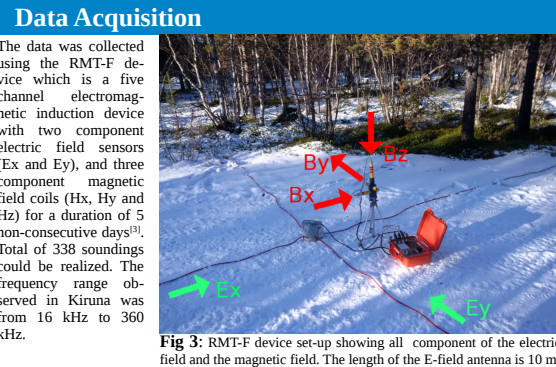 Data Acquisition
The data was collected
using the RMT-F de-
vice which is a five
channel electromag-
netic induction device
with two component
electric field sensors
(Ex and Ey), and three
component magnetic
field coils (Hx, Hy and
Hz) for a duration of 5
non-consecutive days[3].
Total of 338 soundings
could be realized. The
frequency range ob-
served in Kiruna was
from 16 kHz to 360
kHz.
Bz
By
Bx
Ex
Ey
Fig 3: RMT-F device set-up showing all component of the electric
field and the magnetic field. The length of the E-field antenna is 10 m